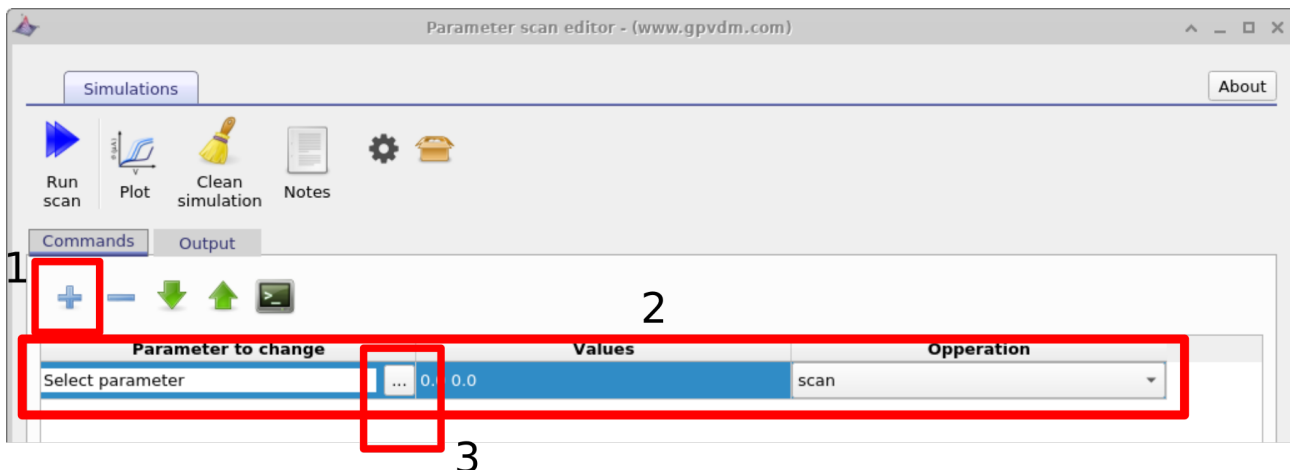 Parameter scan editor - (www.gpvdm.com)
Simulations
About
Run scan
Plot
Clean simulation
Notes
Commands
Output
1
2
Parameter to change Values Opperation
Select parameter ... 0. 0.0 scan
3